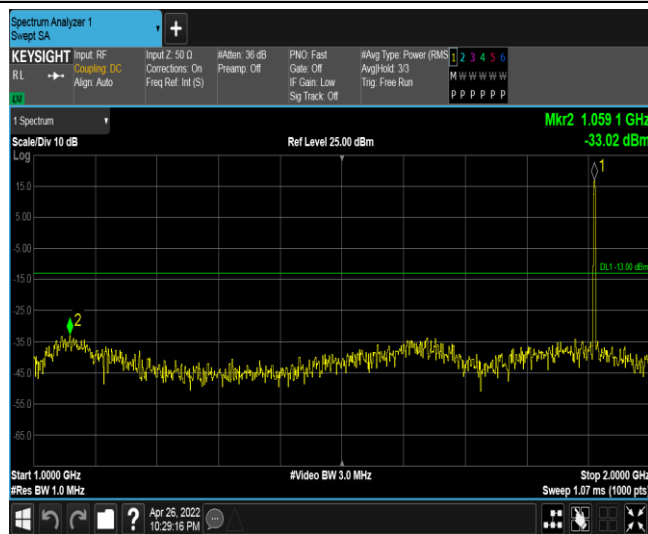 Spectrum Analyzer 1
Swept SA
KEYSIGHT
RL
Input: RF
Coupling: DC
Align: Auto
Input Z: 50 Ω
Corrections: On
Freq Ref: Int (S)
#Atten: 36 dB
Preamp: Off
PNO: Fast
Gate: Off
IF Gain: Low
Sig Track: Off
#Avg Type: Power (RMS
Avg|Hold: 3/3
Trig: Free Run
1 2 3 4 5 6
M W W W W W
P P P P P P
1 Spectrum
Mkr2 1.059 1 GHz
Scale/Div 10 dB
Ref Level 25.00 dBm
-33.02 dBm
Log
1
15.0
5.00
-5.00
DL1 -13.00 dBm
-15.0
-25.0
2
-35.0
-45.0
-55.0
-65.0
Start 1.0000 GHz
#Video BW 3.0 MHz
Stop 2.0000 GHz
#Res BW 1.0 MHz
Sweep 1.07 ms (1000 pts)
?
Apr 26, 2022
10:29:16 PM